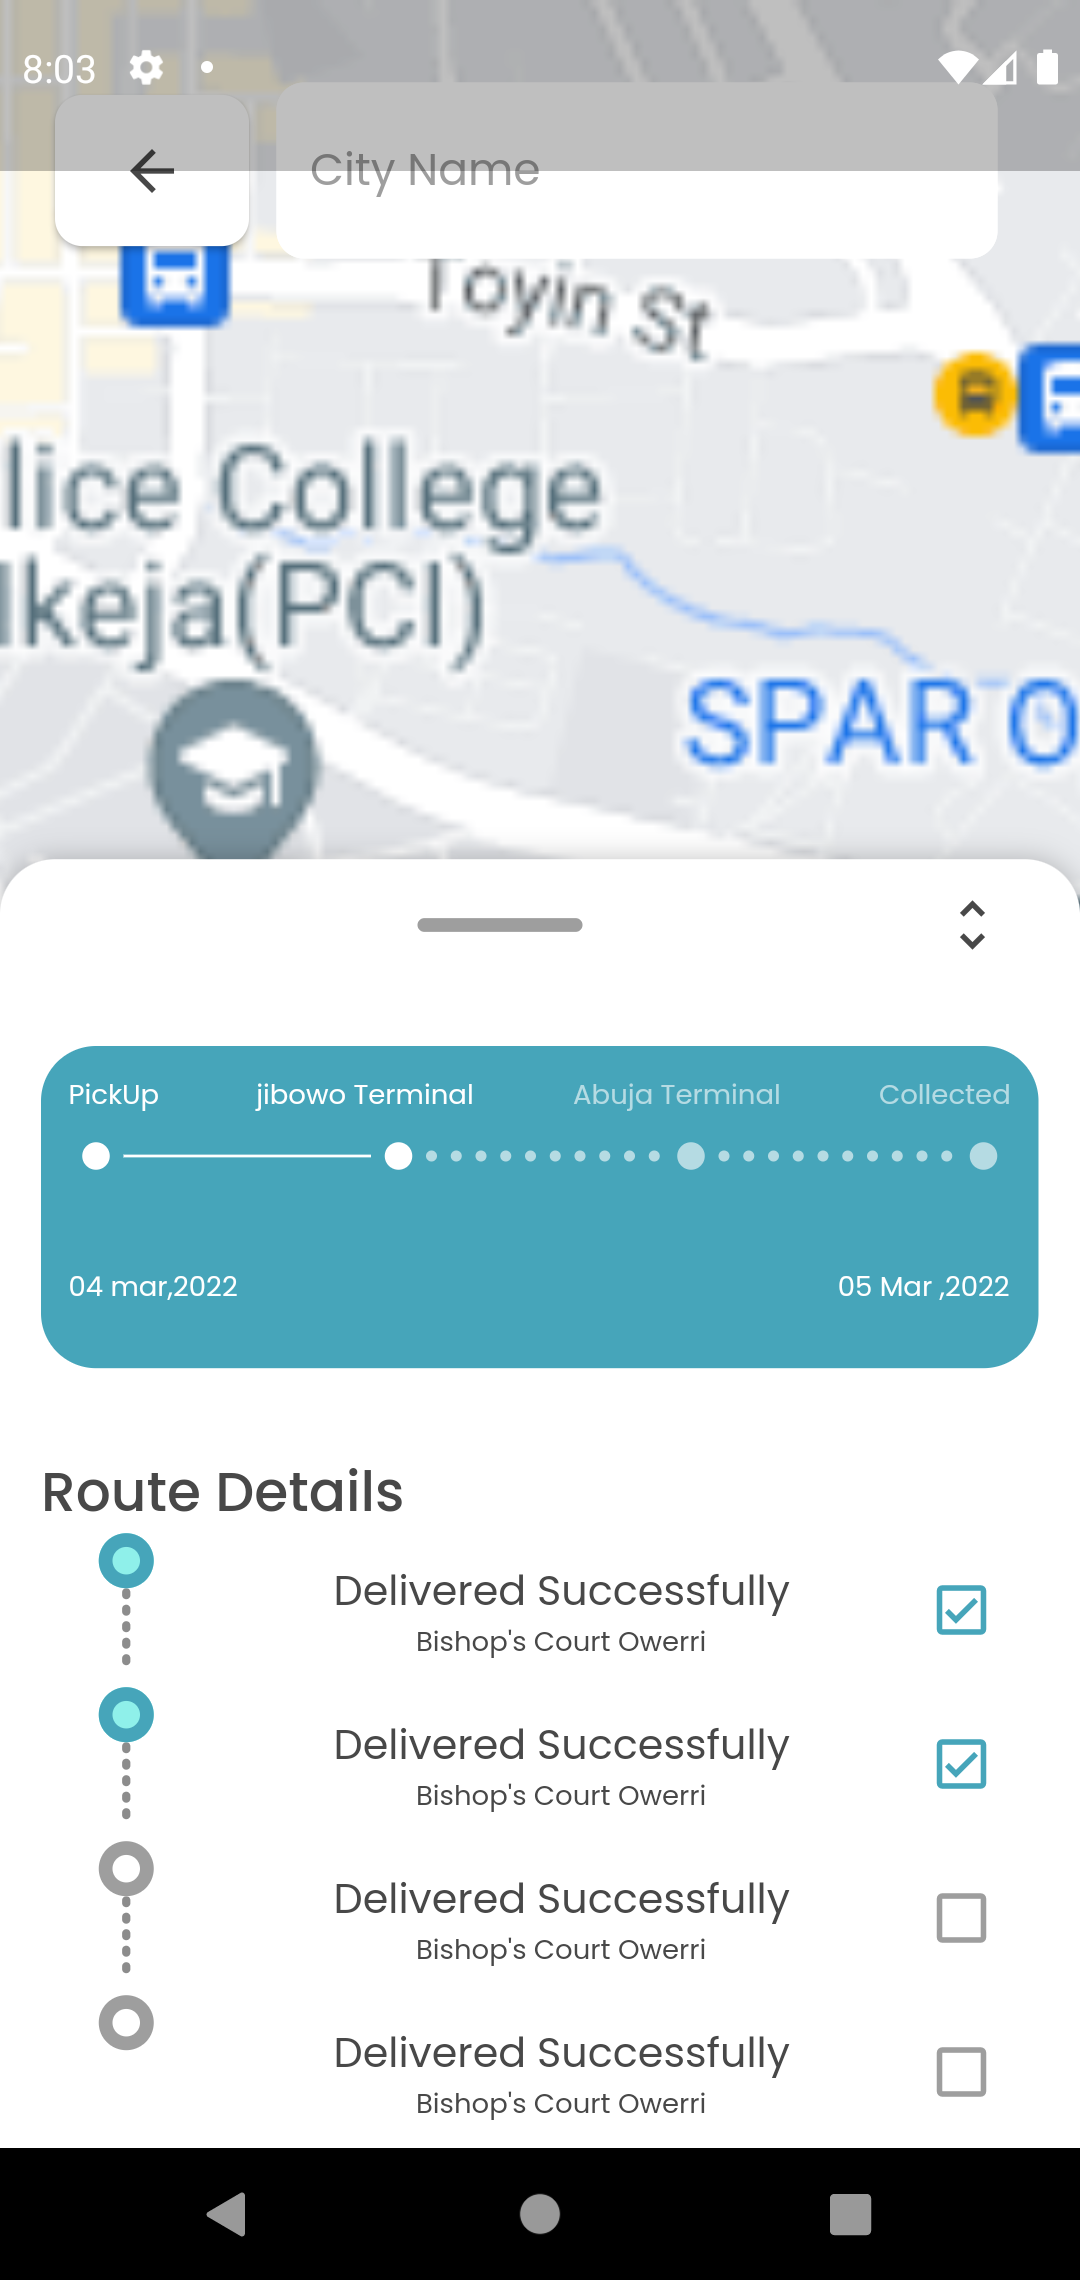 8:03
City Name
Toyin St
lice College
Ikeja(PCI)
SPAR O
PickUp
jibowo Terminal
Abuja Terminal
Collected
04 mar,2022
05 Mar ,2022
Route Details
Delivered Successfully
Bishop's Court Owerri
Delivered Successfully
Bishop's Court Owerri
Delivered Successfully
Bishop's Court Owerri
Delivered Successfully
Bishop's Court Owerri